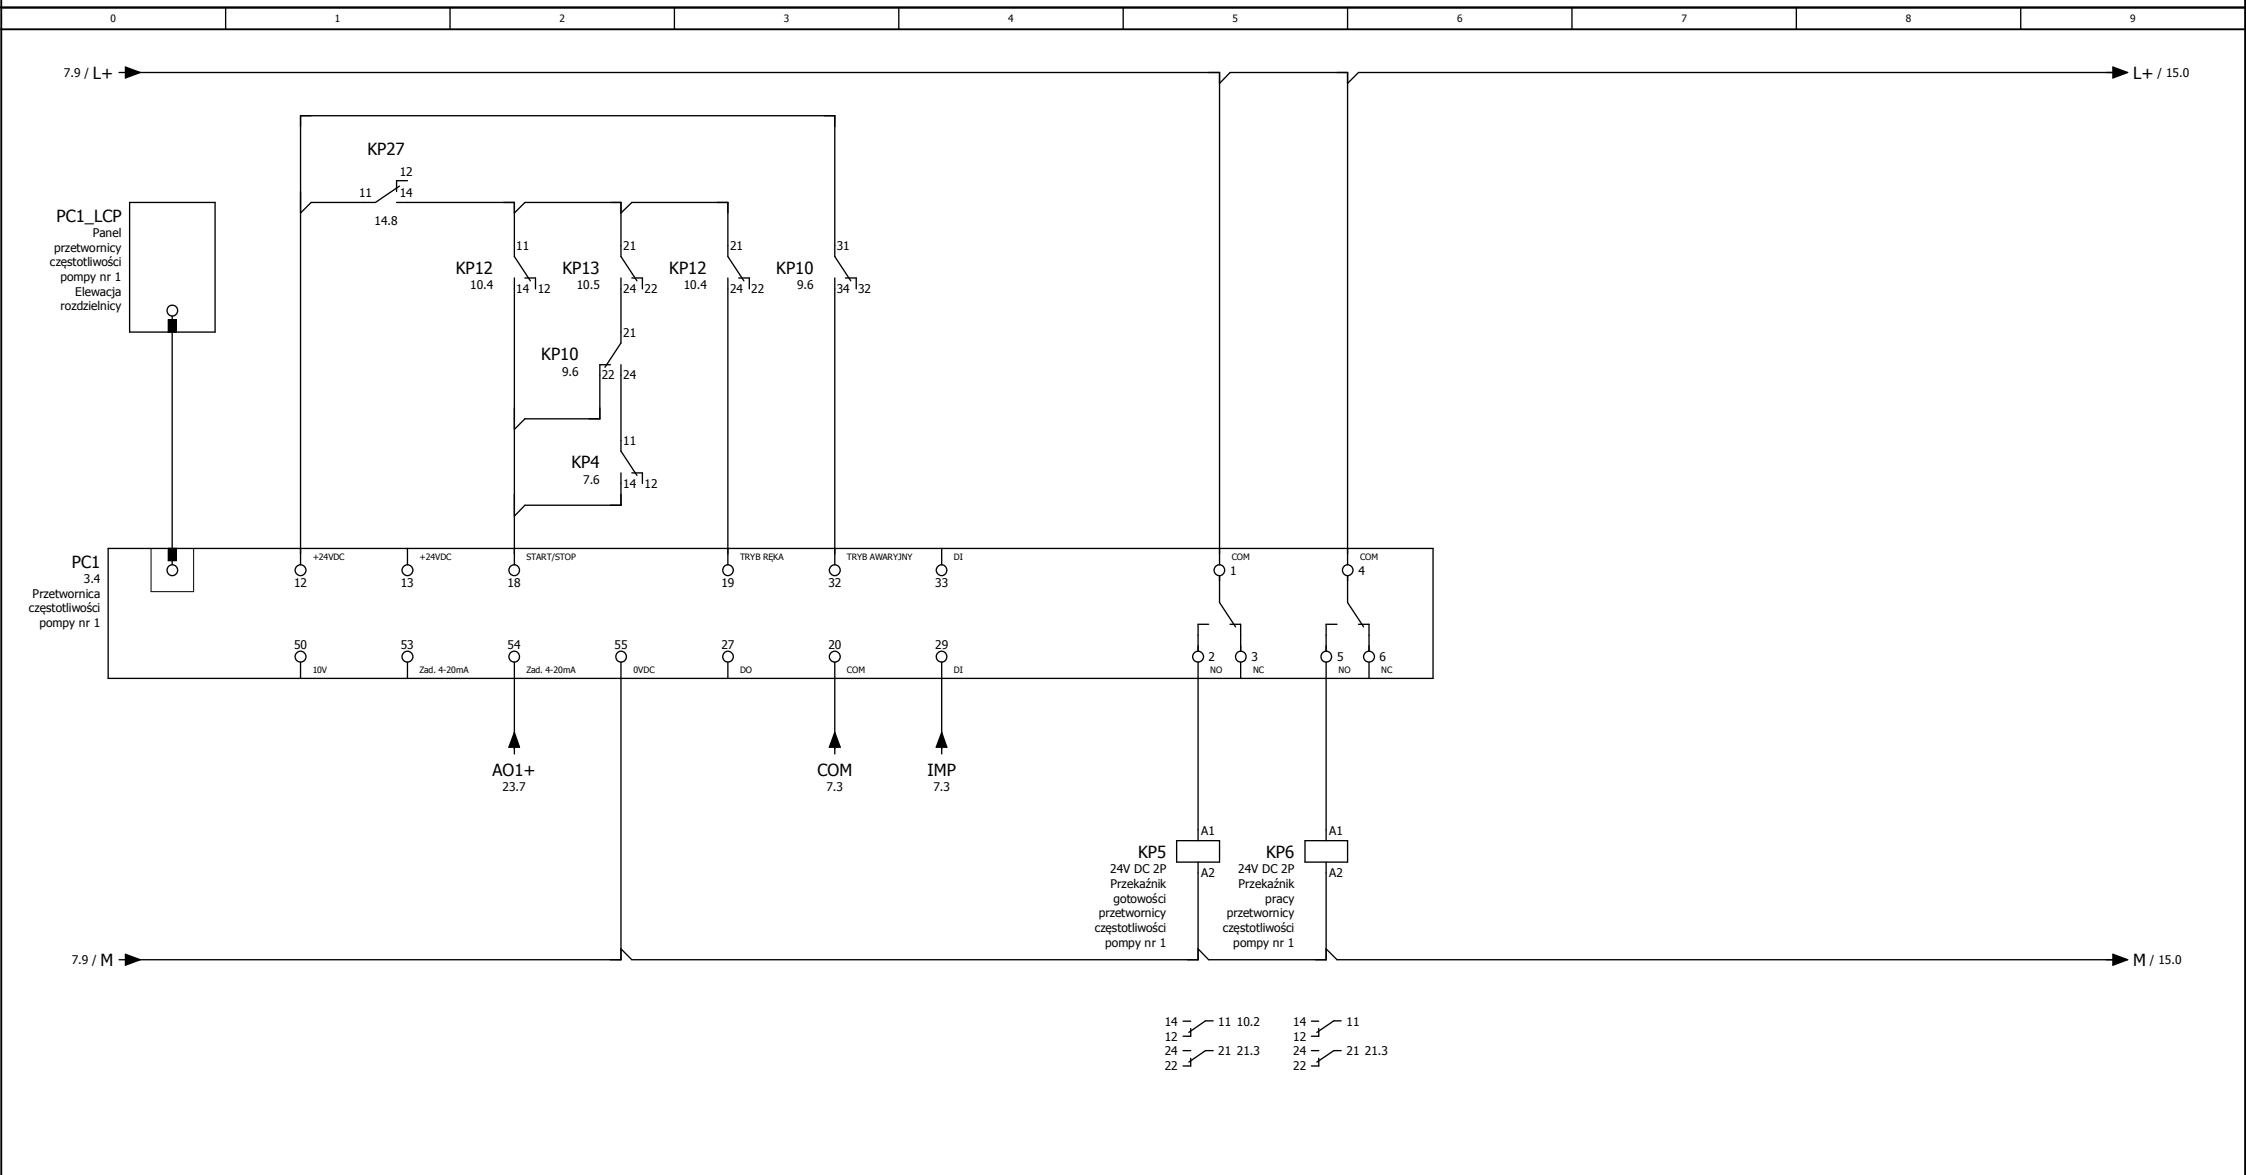 0 1 2 3 4 5 6 7 8 9
7.9 / L+
L+ / 15.0
KP27
12
11 14
14.8
PC1_LCP
Panel
przetwornicy
częstotliwości
pompy nr 1
Elewacja
rozdzielnicy
11 21 21 31
KP12 KP13 KP12 KP10
10.4 10.5 10.4 9.6
14 12 24 22 24 22 34 32
21
KP10
9.6
22 24
11
KP4
7.6
14 12
PC1
3.4
Przetwornica
częstotliwości
pompy nr 1
+24VDC +24VDC START/STOP TRYB RĘKA TRYB AWARYJNY DI COM COM
12 13 18 19 32 33 1 4
50 53 54 55 27 20 29 2 3 5 6
10V Zad. 4-20mA Zad. 4-20mA 0VDC DO COM DI NO NC NO NC
AO1+ COM IMP
23.7 7.3 7.3
A1
KP5
24V DC 2P
A2
Przekaźnik
gotowości
przetwornicy
częstotliwości
pompy nr 1
A1
KP6
24V DC 2P
A2
Przekaźnik
pracy
przetwornicy
częstotliwości
pompy nr 1
7.9 / M
M / 15.0
14 11 10.2
12
24 21 21.3
22
14 11
12
24 21 21.3
22